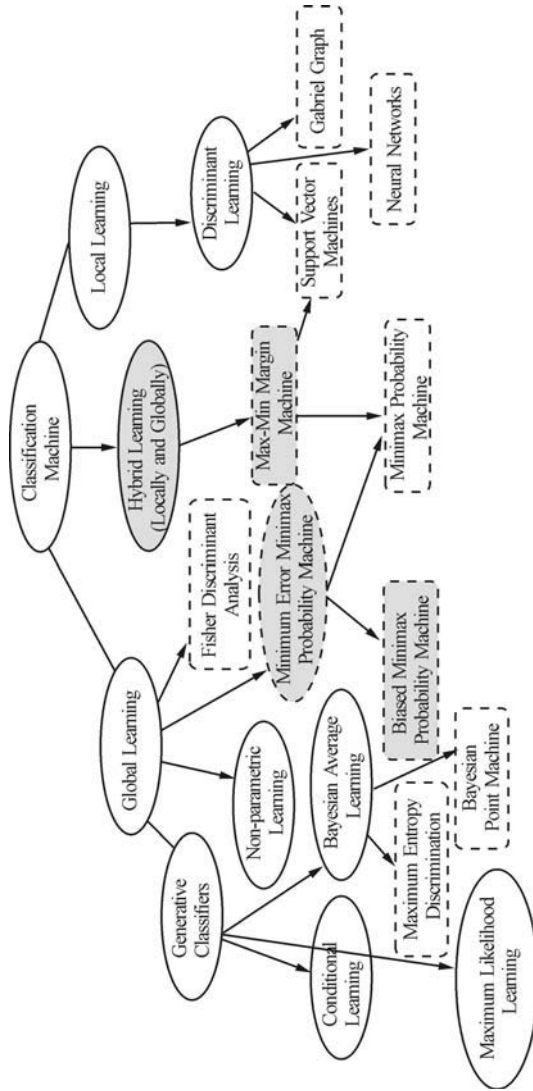 Classification
Machine
Global Learning
Hybrid Learning
(Locally and Globally)
Local Learning
Generative
Classifiers
Non-parametric
Learning
Fisher Discriminant
Analysis
Discriminant
Learning
Conditional
Learning
Bayesian Average
Learning
Minimum Error Minimax
Probability Machine
Max-Min Margin
Machine
Support Vector
Machines
Gabriel Graph
Maximum Entropy
Discrimination
Biased Minimax
Probability Machine
Minimax Probability
Machine
Neural Networks
Maximum Likelihood
Learning
Bayesian
Point Machine